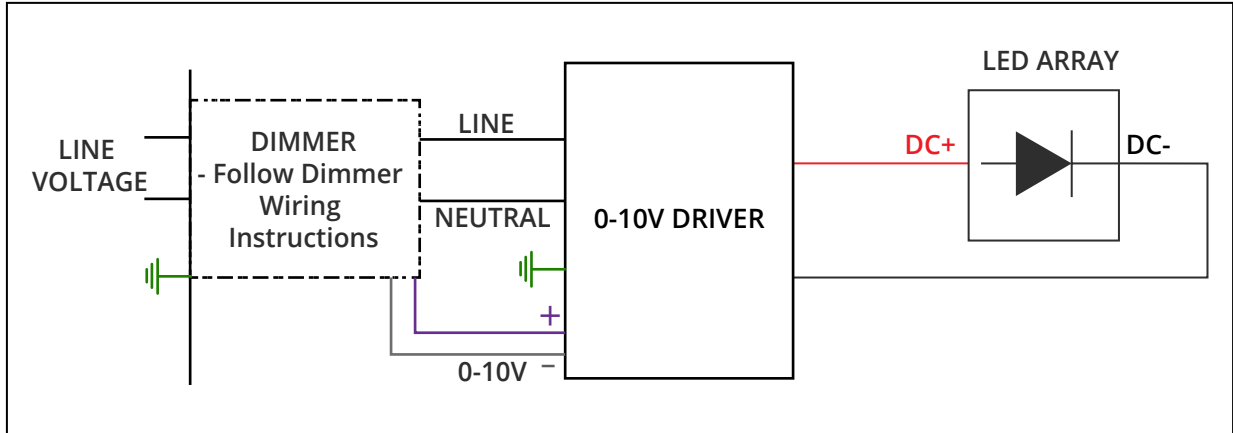 LED ARRAY
LINE
VOLTAGE
DIMMER
- Follow Dimmer
Wiring
Instructions
LINE
NEUTRAL
0-10V DRIVER
DC+
DC-
+
0-10V −